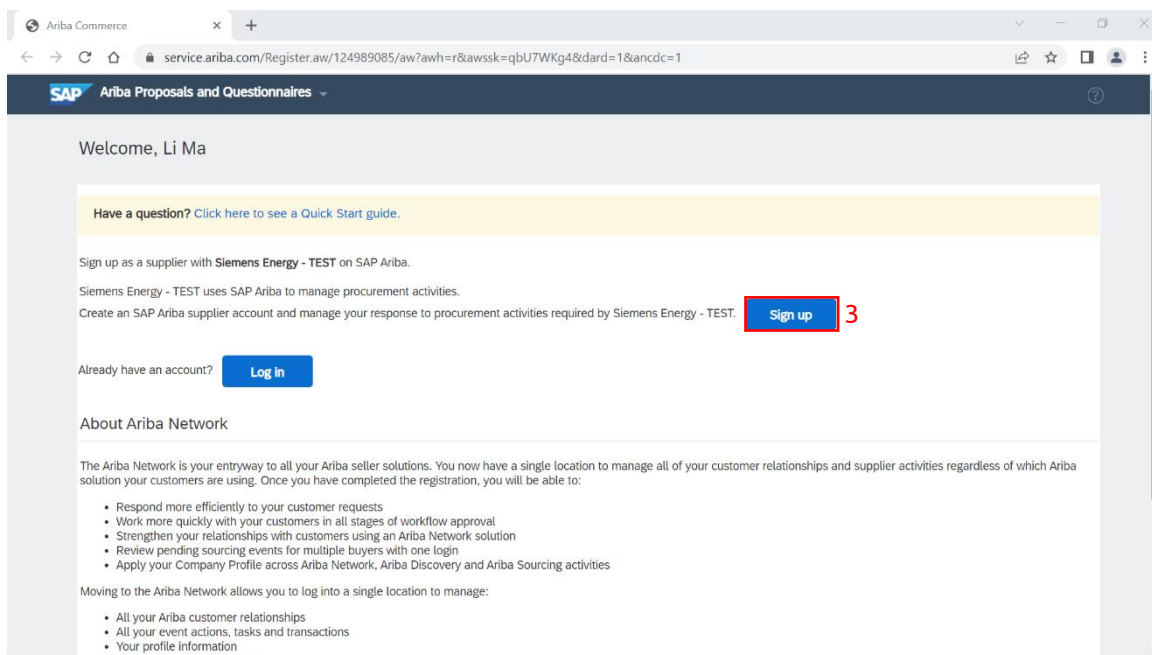 Ariba Commerce
service.ariba.com/Register.aw/124989085/aw?awh=r&awssk=qbU7WKg4&dard=1&ancdc=1
SAP Ariba Proposals and Questionnaires
Welcome, Li Ma
Have a question? Click here to see a Quick Start guide.
Sign up as a supplier with Siemens Energy - TEST on SAP Ariba.
Siemens Energy - TEST uses SAP Ariba to manage procurement activities.
Create an SAP Ariba supplier account and manage your response to procurement activities required by Siemens Energy - TEST. Sign up 3
Already have an account? Log in
About Ariba Network
The Ariba Network is your entryway to all your Ariba seller solutions. You now have a single location to manage all of your customer relationships and supplier activities regardless of which Ariba
solution your customers are using. Once you have completed the registration, you will be able to:
• Respond more efficiently to your customer requests
• Work more quickly with your customers in all stages of workflow approval
• Strengthen your relationships with customers using an Ariba Network solution
• Review pending sourcing events for multiple buyers with one login
• Apply your Company Profile across Ariba Network, Ariba Discovery and Ariba Sourcing activities
Moving to the Ariba Network allows you to log into a single location to manage:
• All your Ariba customer relationships
• All your event actions, tasks and transactions
• Your profile information